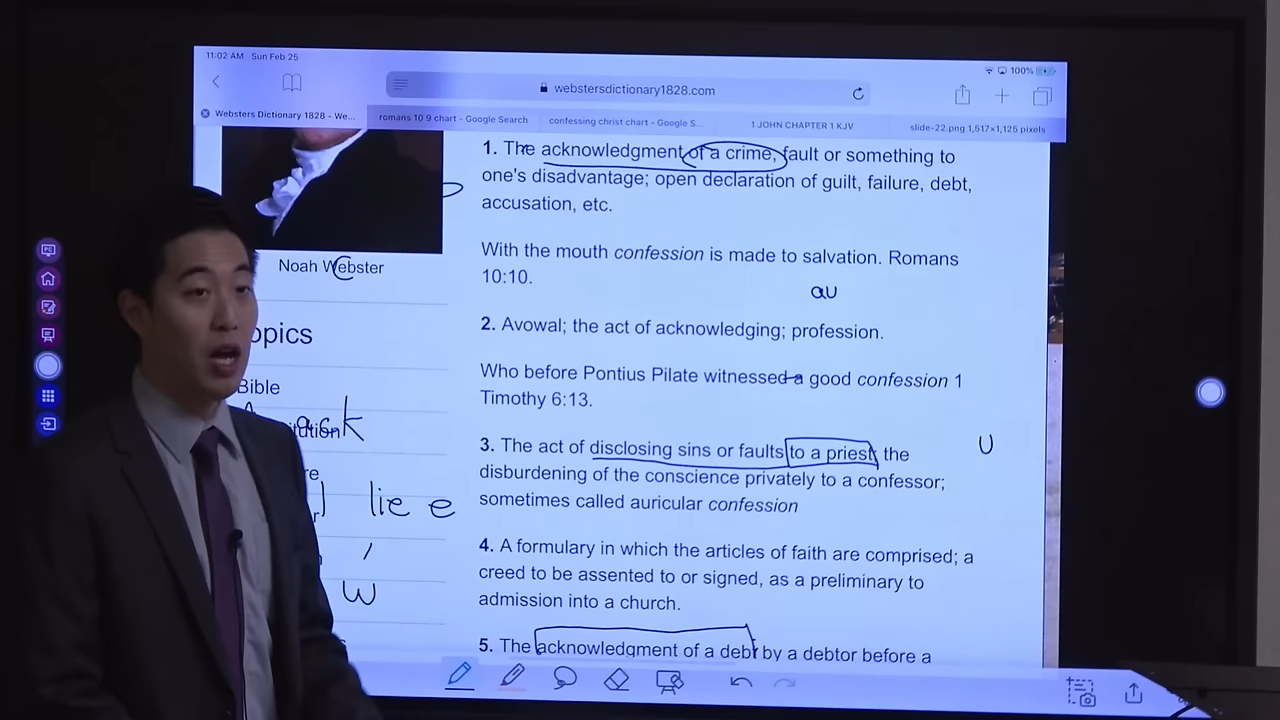 11:02 AM Sun Feb 25
100%
webstersdictionary1828.com
Websters Dictionary 1828 - We...
romans 10 9 chart - Google Search
confessing christ chart - Google S...
1 JOHN CHAPTER 1 KJV
slide-22.png 1,517×1,125 pixels
1. The acknowledgment of a crime, fault or something to
one's disadvantage; open declaration of guilt, failure, debt,
accusation, etc.
With the mouth confession is made to salvation. Romans
10:10.
au
2. Avowal; the act of acknowledging; profession.
Who before Pontius Pilate witnessed a good confession 1
Timothy 6:13.
3. The act of disclosing sins or faults to a priest; the
disburdening of the conscience privately to a confessor;
sometimes called auricular confession
U
4. A formulary in which the articles of faith are comprised; a
creed to be assented to or signed, as a preliminary to
admission into a church.
5. The acknowledgment of a debt by a debtor before a
Noah Webster
opics
Bible
ack
itution
re
lie e
w